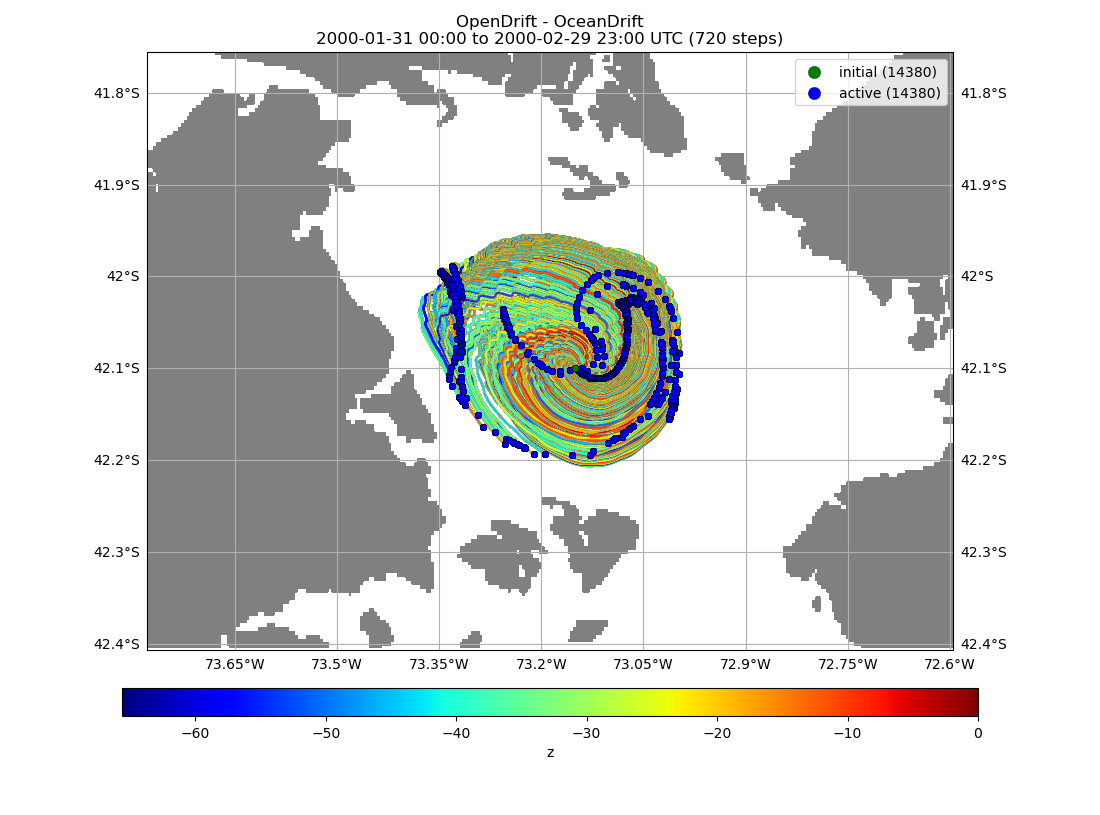 OpenDrift - OceanDrift
2000-01-31 00:00 to 2000-02-29 23:00 UTC (720 steps)
initial (14380)
active (14380)
41.8°S 41.8°S
41.9°S 41.9°S
42°S 42°S
42.1°S 42.1°S
42.2°S 42.2°S
42.3°S 42.3°S
42.4°S 42.4°S
73.65°W 73.5°W 73.35°W 73.2°W 73.05°W 72.9°W 72.75°W 72.6°W
−60 −50 −40 −30 −20 −10 0
z